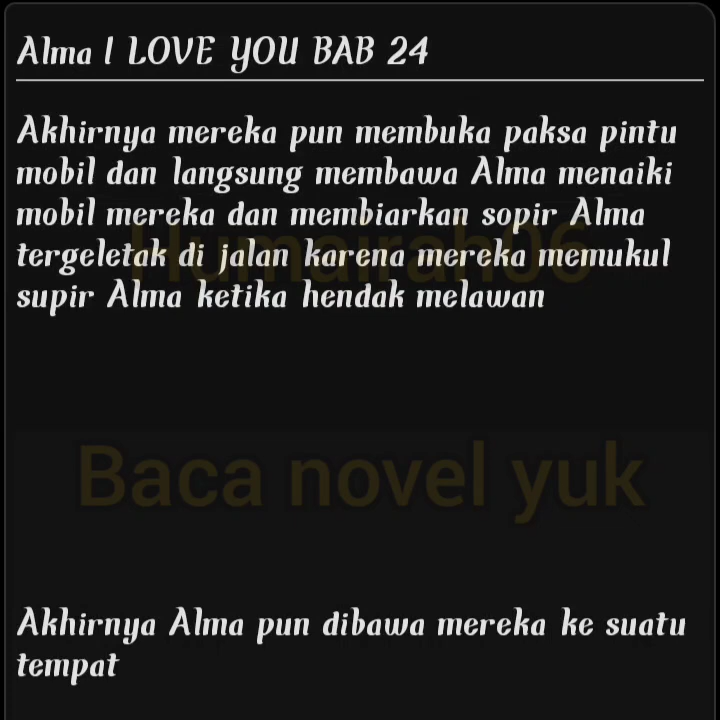 Alma I LOVE YOU BAB 24
Akhirnya mereka pun membuka paksa pintu
mobil dan langsung membawa Alma menaiki
mobil mereka dan membiarkan sopir Alma
tergeletak di jalan karena mereka memukul
supir Alma ketika hendak melawan
Humairah06
Baca novel yuk
Akhirnya Alma pun dibawa mereka ke suatu
tempat